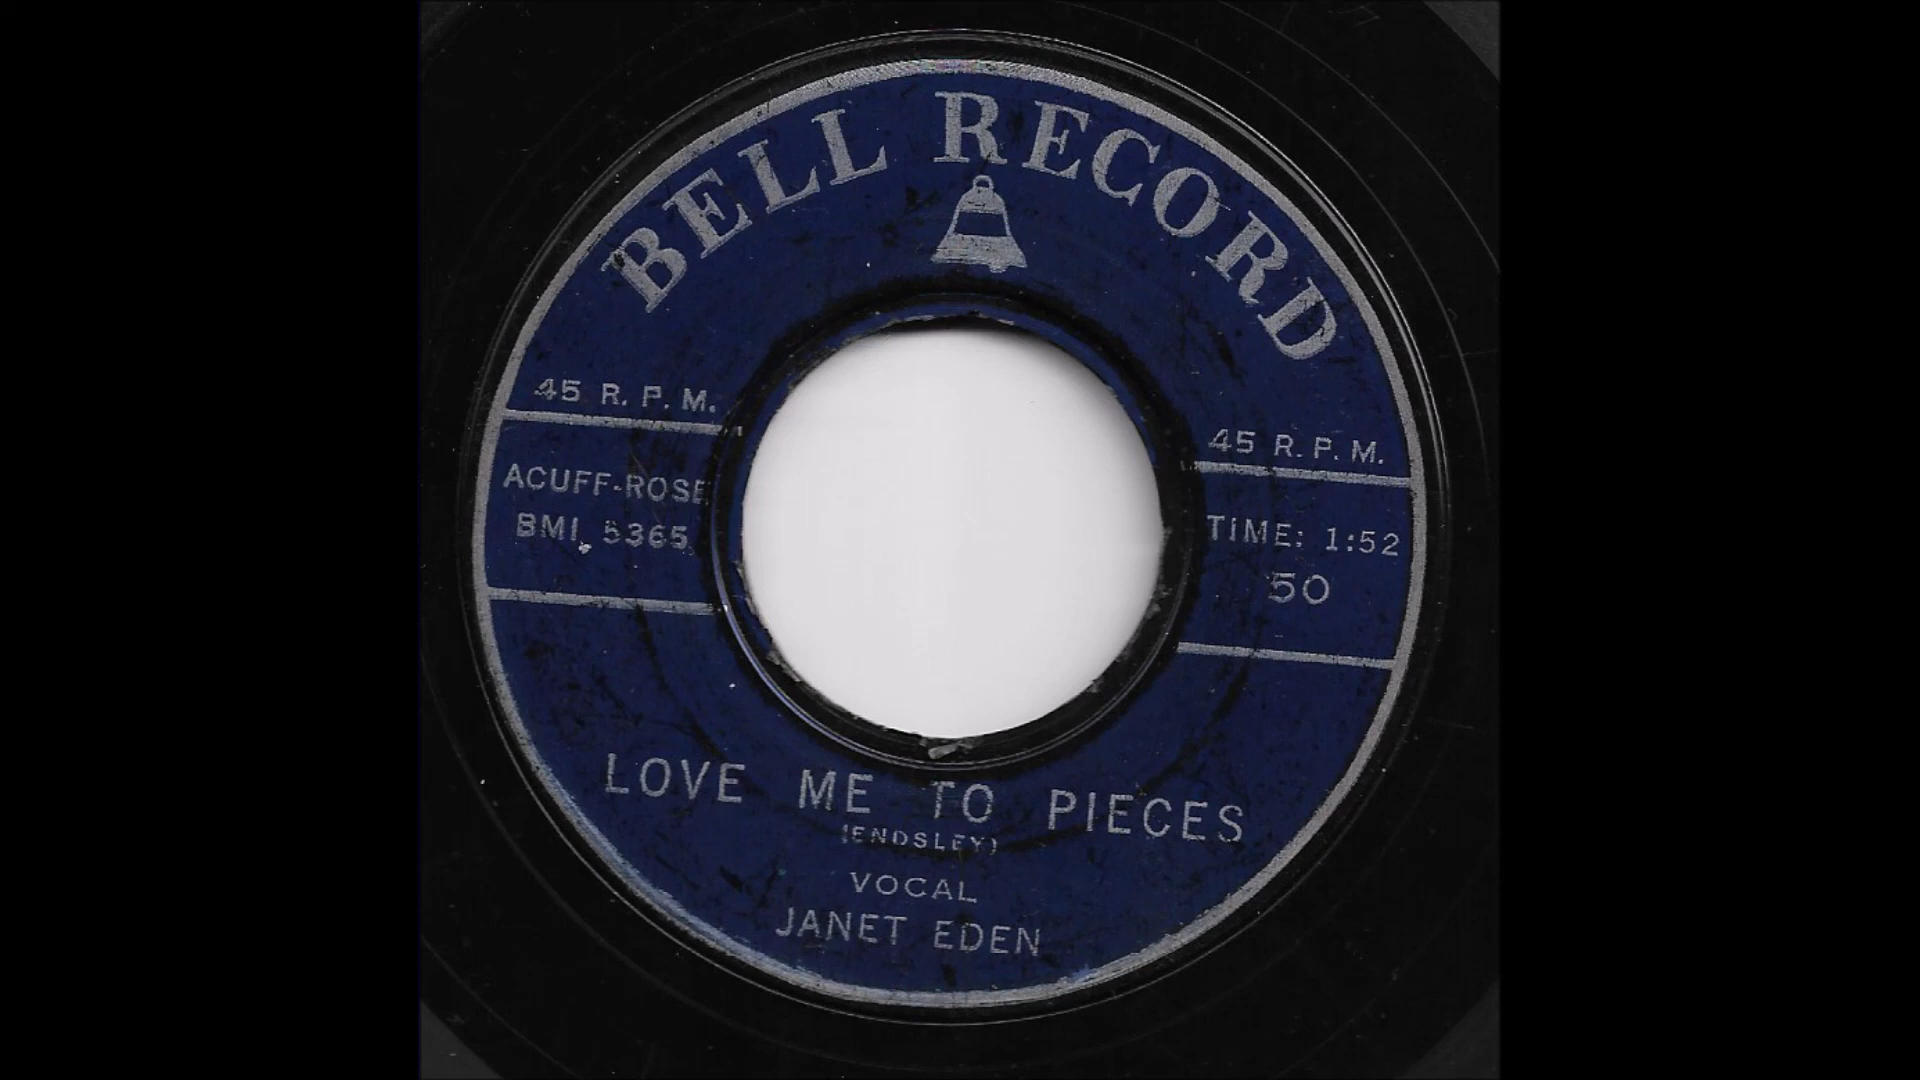 BELL RECORD
45 R. P. M.
ACUFF-ROSE
BMI 5365
45 R. P. M.
TIME: 1:52
50
LOVE ME TO PIECES
(ENDSLEY)
VOCAL
JANET EDEN